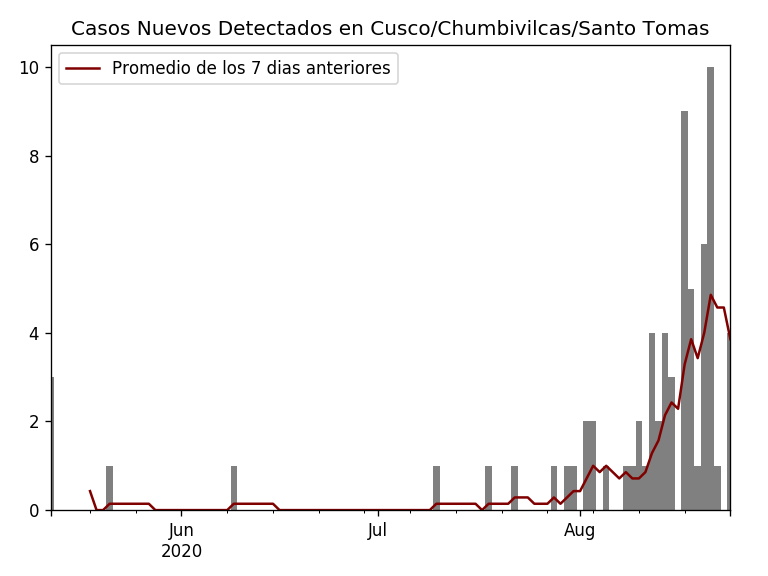 Casos Nuevos Detectados en Cusco/Chumbivilcas/Santo Tomas
Promedio de los 7 dias anteriores
10
8
6
4
2
0
Jun
2020
Jul
Aug